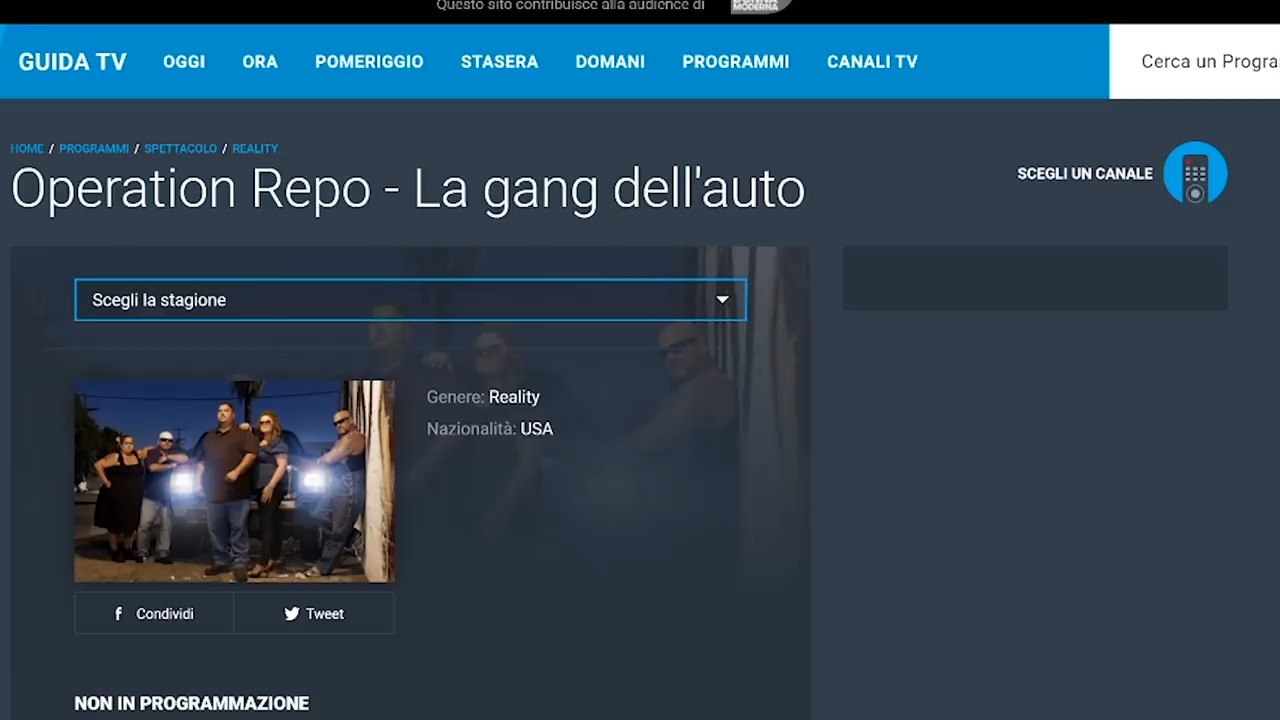 Questo sito contribuisce alla audience di
DONNA
MODERNA
GUIDA TV OGGI ORA POMERIGGIO STASERA DOMANI PROGRAMMI CANALI TV Cerca un Progra
HOME / PROGRAMMI / SPETTACOLO / REALITY
Operation Repo - La gang dell'auto
SCEGLI UN CANALE
Scegli la stagione
Genere: Reality
Nazionalità: USA
Condividi Tweet
NON IN PROGRAMMAZIONE